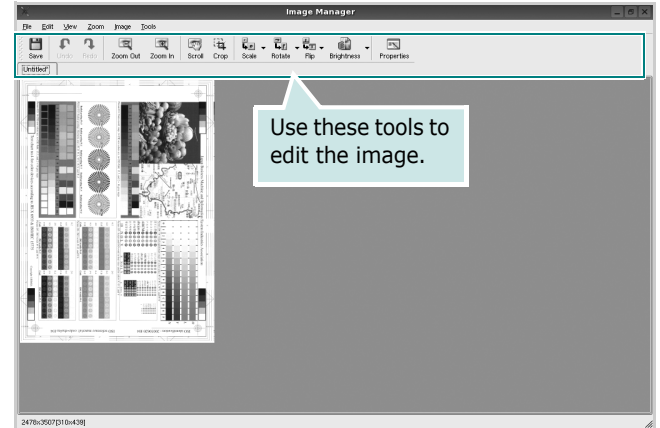 Image Manager
File Edit View Zoom Image Tools
Save Undo Redo Zoom Out Zoom In Scroll Crop Scale Rotate Flip Brightness Properties
Untitled*
Use these tools to
edit the image.
2478x3507[310x439]